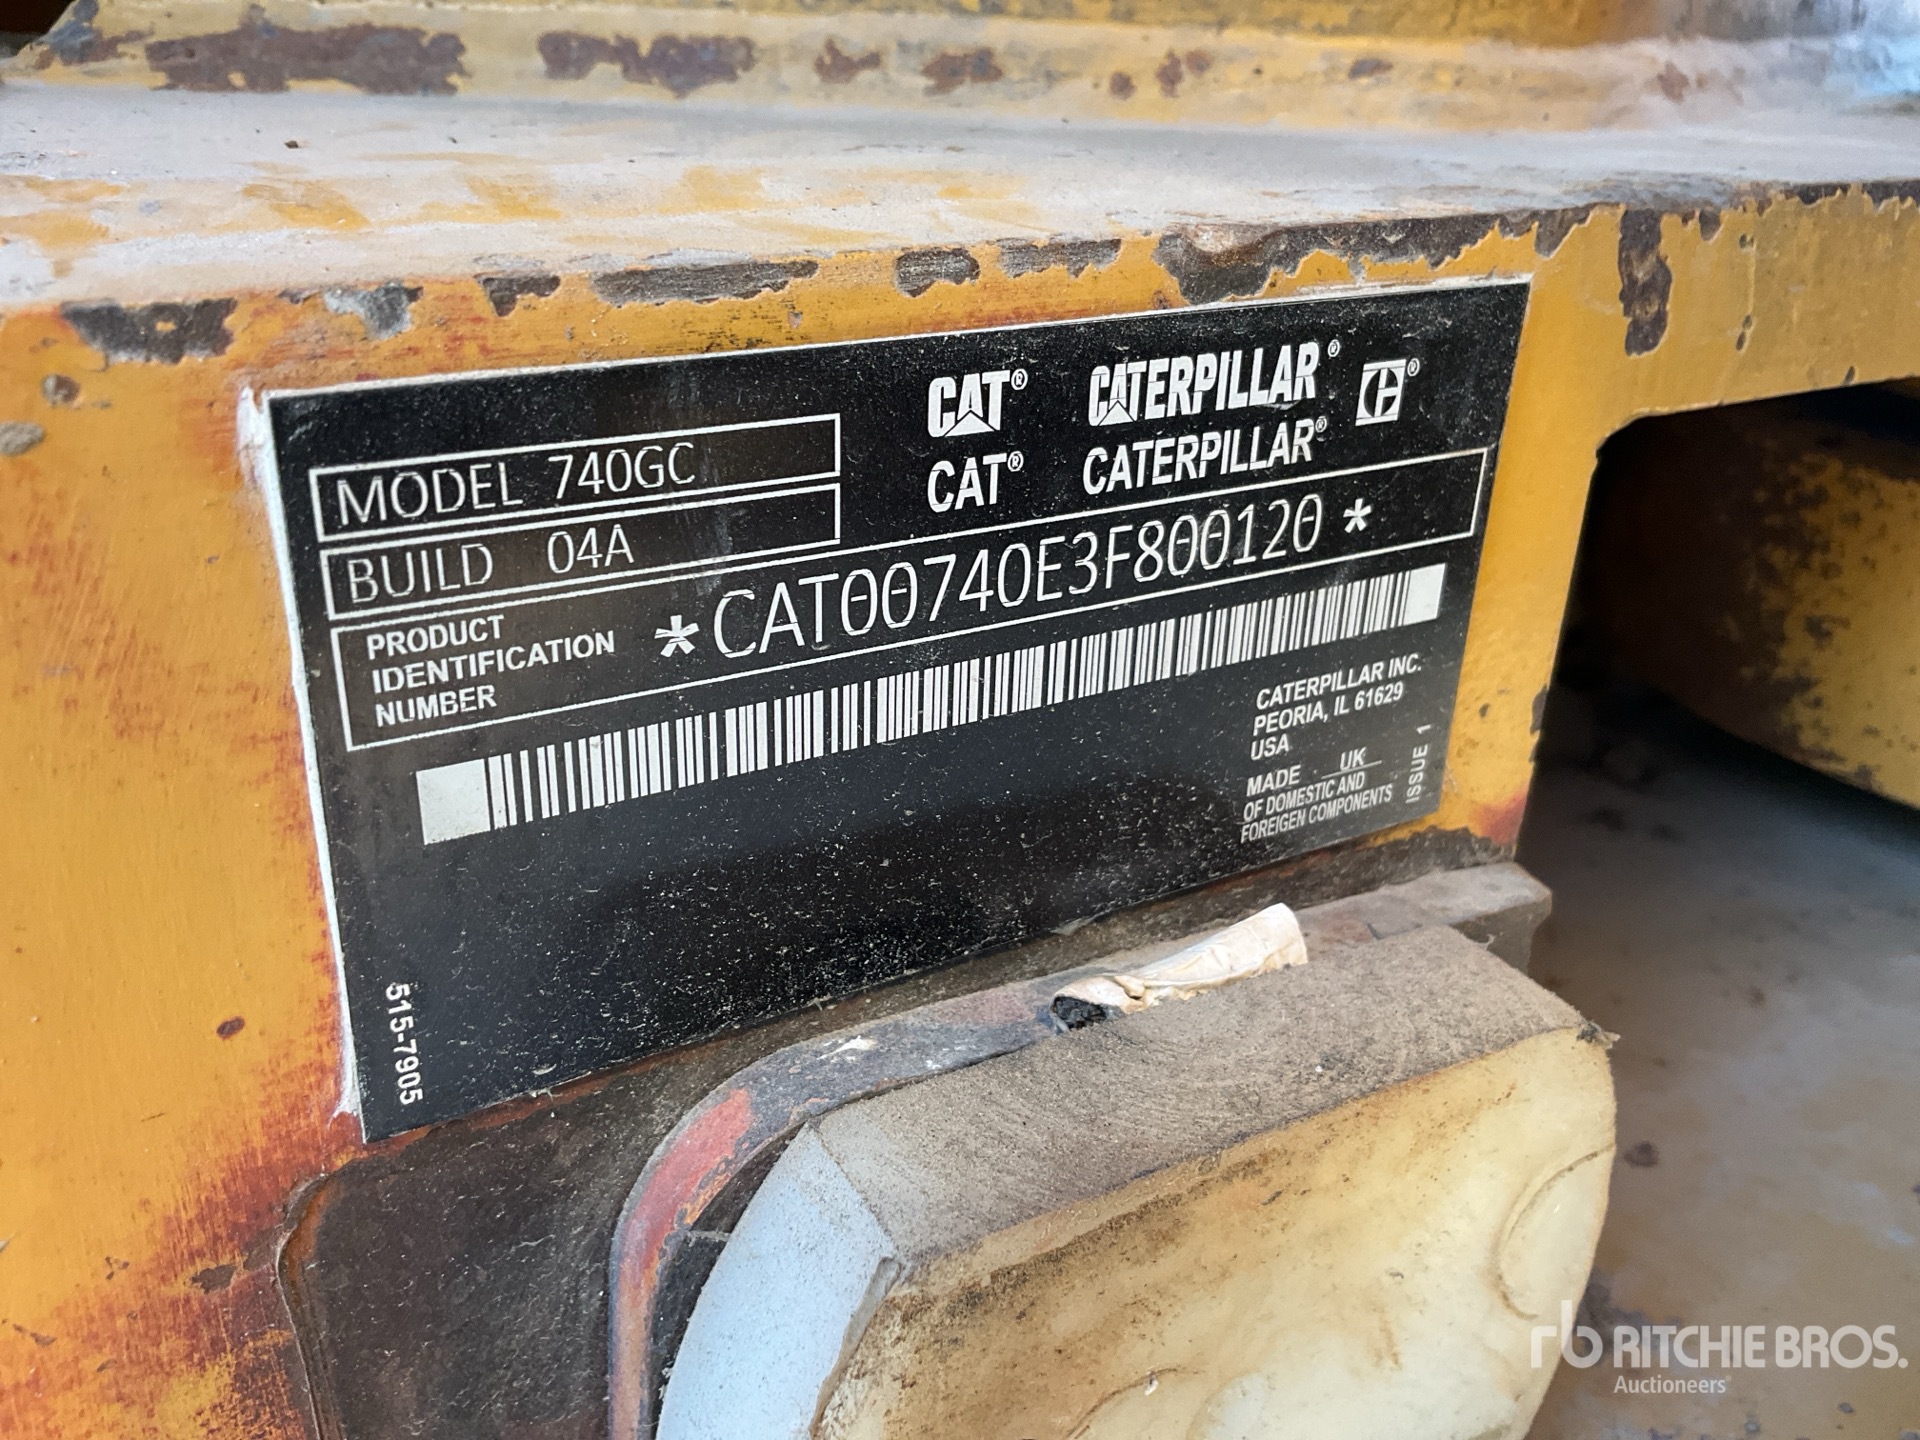 CAT® CATERPILLAR®
CAT® CATERPILLAR®
MODEL 740GC
BUILD 04A
PRODUCT
IDENTIFICATION
NUMBER
*CAT00740E3F800120*
CATERPILLAR INC.
PEORIA, IL 61629
USA
MADE UK
OF DOMESTIC AND
FOREIGEN COMPONENTS
ISSUE 1
515-7905
rb RITCHIE BROS.
Auctioneers